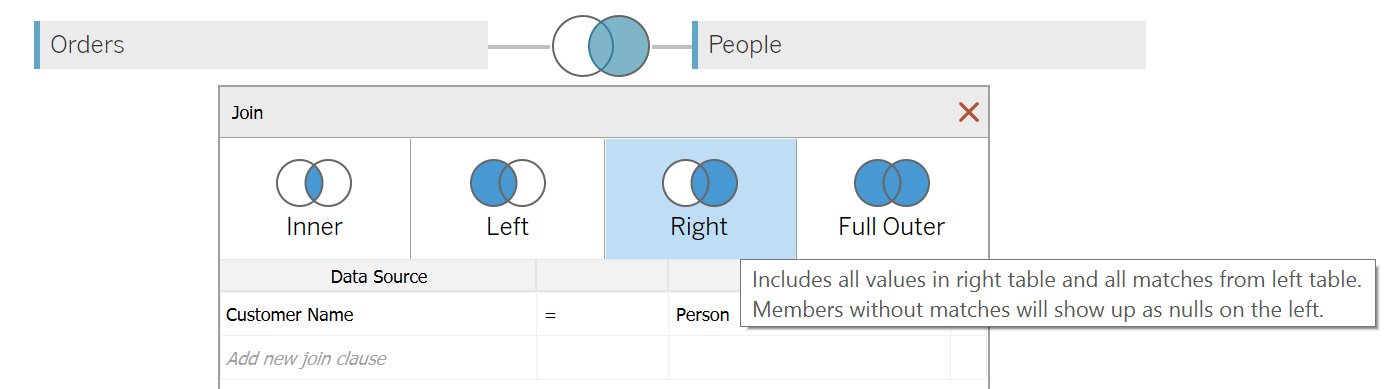 Orders
People
Join
Inner
Left
Right
Full Outer
Data Source
Includes all values in right table and all matches from left table.
Members without matches will show up as nulls on the left.
Customer Name
=
Person
Add new join clause